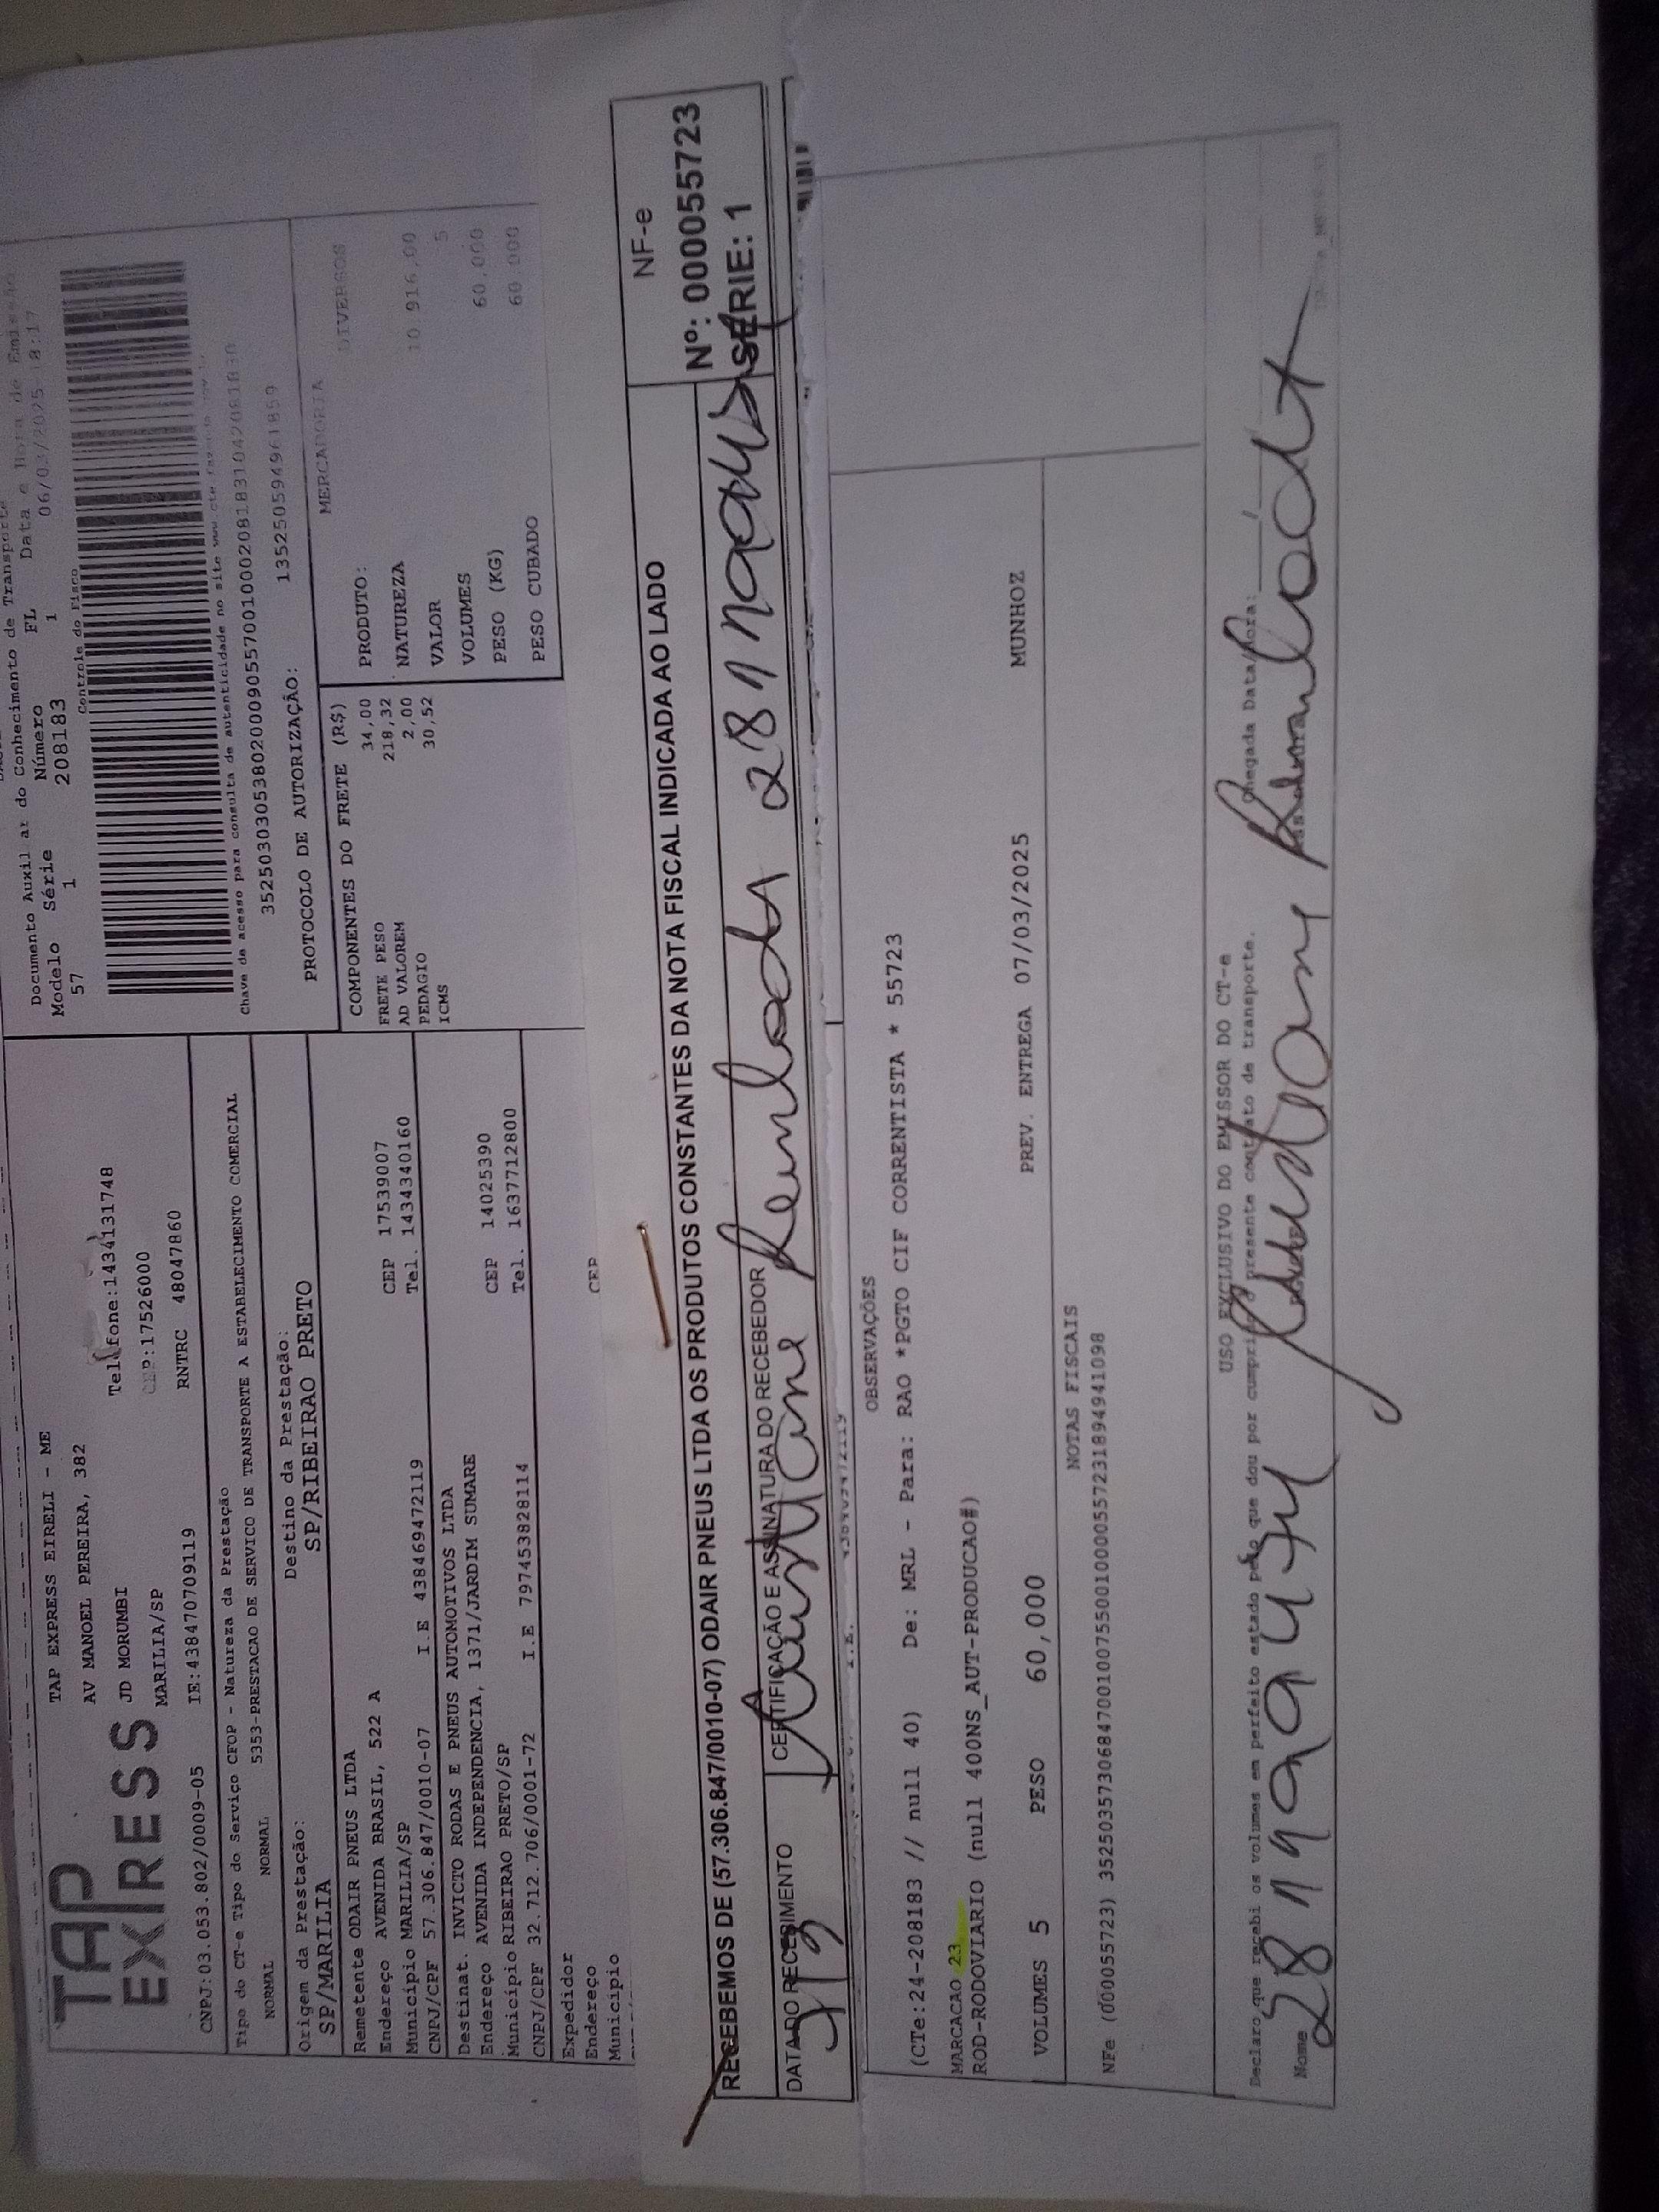 Documento Auxiliar do Conhecimento de Transporte
Modelo Série Número FL Data e Hora de Emissão
57 1 208183 1 06/03/2025 18:17
Controle do Fisco
TAP EXPRESS
TAP EXPRESS EIRELI - ME
AV MANOEL PEREIRA, 382
JD MORUMBI Telefone:1434131748
MARILIA/SP CEP:17526000
CNPJ:03.053.802/0009-05 IE:438470709119 RNTRC 48047860
Chave de acesso para consulta de autenticidade no site www.cte
Tipo do CT-e Tipo do Serviço CFOP - Natureza da Prestação
NORMAL NORMAL 5353-PRESTACAO DE SERVICO DE TRANSPORTE A ESTABELECIMENTO COMERCIAL
PROTOCOLO DE AUTORIZAÇÃO: 135250594961859
Origem da Prestação: Destino da Prestação:
SP/MARILIA SP/RIBEIRAO PRETO
Remetente ODAIR PNEUS LTDA
Endereço AVENIDA BRASIL, 522 A CEP 17539007
Município MARILIA/SP Tel. 1434340160
CNPJ/CPF 57.306.847/0010-07 I.E 438469472119
Destinat. INVICTO RODAS E PNEUS AUTOMOTIVOS LTDA
Endereço AVENIDA INDEPENDENCIA, 1371/JARDIM SUMARE CEP 14025390
Município RIBEIRAO PRETO/SP Tel. 1637712800
CNPJ/CPF 32.712.706/0001-72 I.E 797453828114
Expedidor
Endereço CEP
Município
COMPONENTES DO FRETE (R$)
FRETE PESO 34,00
AD VALOREM 218,32
PEDAGIO 2,00
ICMS 30,52
MERCADORIA
PRODUTO: DIVERSOS
NATUREZA
VALOR 10 916,00
VOLUMES 5
PESO (KG) 60,000
PESO CUBADO 60 000
RECEBEMOS DE (57.306.847/0010-07) ODAIR PNEUS LTDA OS PRODUTOS CONSTANTES DA NOTA FISCAL INDICADA AO LADO
NF-e
Nº: 000055723
SÉRIE: 1
DATA DO RECEBIMENTO CERTIFICAÇÃO E ASSINATURA DO RECEBEDOR
OBSERVAÇÕES
(CTe:24-208183 // null 40) De: MRL - Para: RAO *PGTO CIF CORRENTISTA * 55723
MARCACAO 23
ROD-RODOVIARIO (null 400NS_AUT-PRODUCAO#)
VOLUMES 5 PESO 60,000 PREV. ENTREGA 07/03/2025 MUNHOZ
NOTAS FISCAIS
NFe (000055723) 35250357306847001007550010000557231894941098
USO EXCLUSIVO DO EMISSOR DO CT-e
Declaro que recebi os volumes em perfeito estado pelo que dou por cumprido o presente contrato de transporte.
Chegada Data/Hora:
Nome